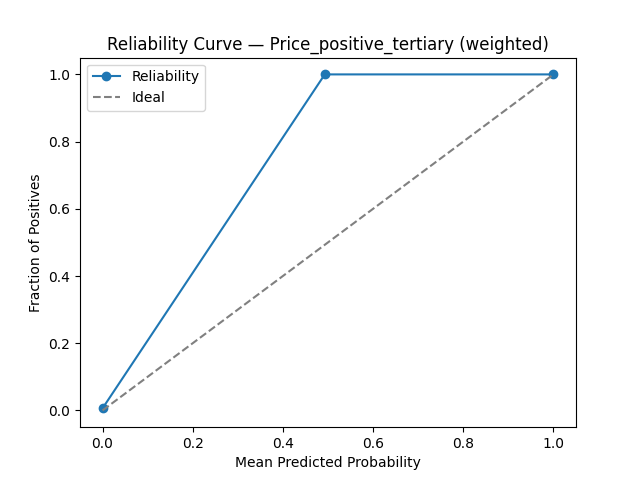 Reliability Curve — Price_positive_tertiary (weighted)
Reliability
Ideal
1.0
0.8
0.6
0.4
0.2
0.0
Fraction of Positives
0.0 0.2 0.4 0.6 0.8 1.0
Mean Predicted Probability